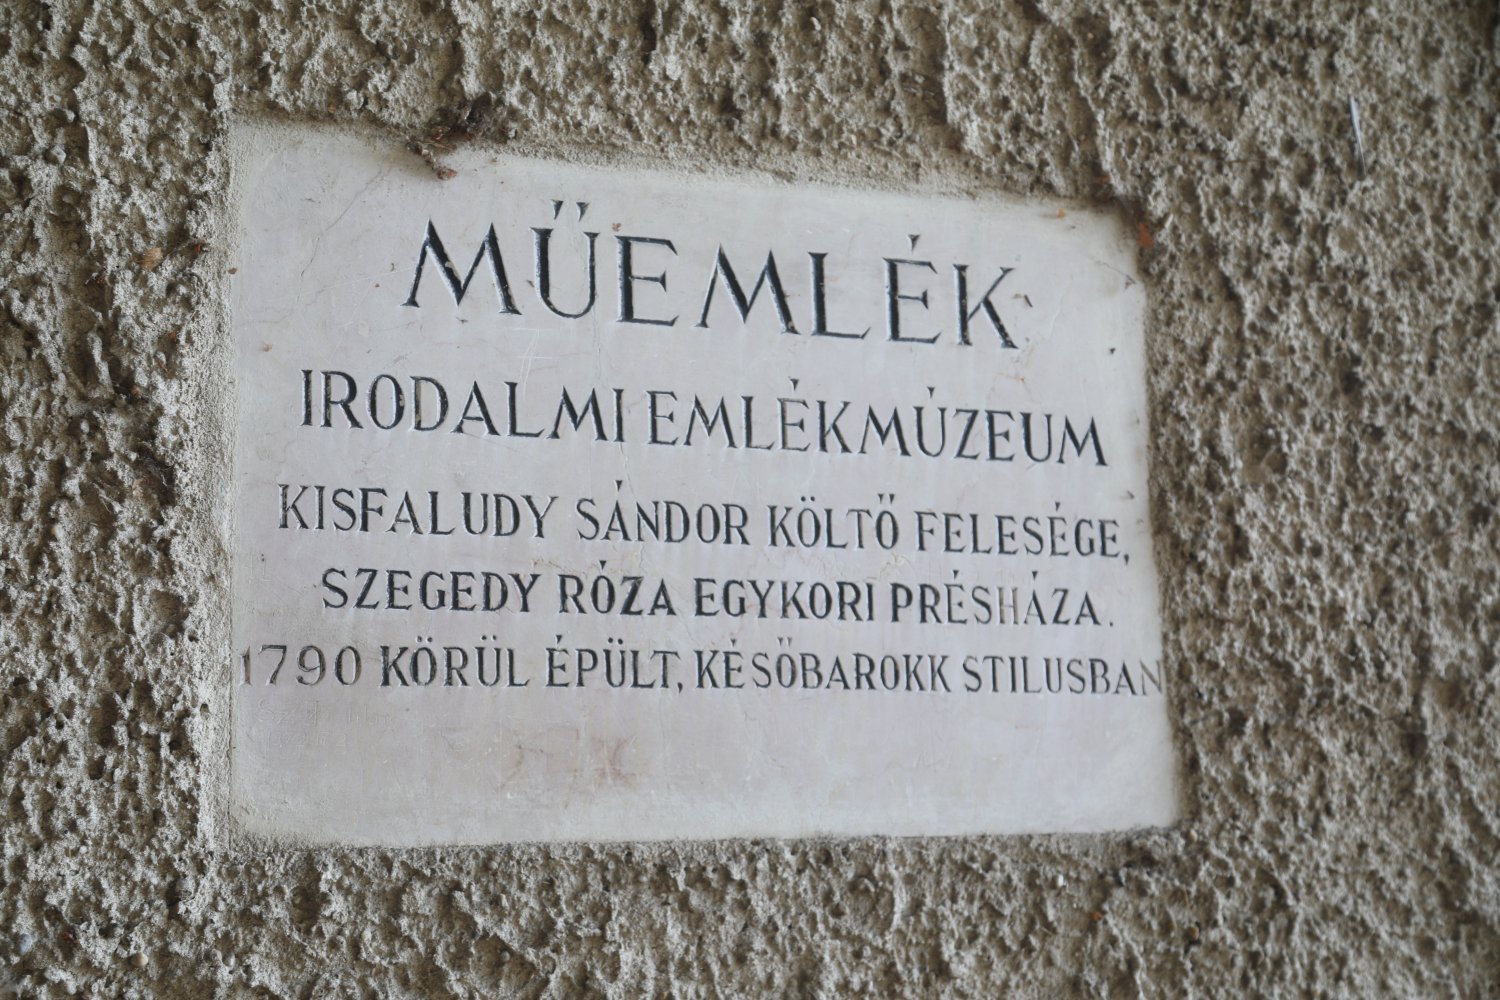 MŰEMLÉK
IRODALMI EMLÉKMÚZEUM
KISFALUDY SÁNDOR KÖLTŐ FELESÉGE,
SZEGEDY RÓZA EGYKORI PRÉSHÁZA.
1790 KÖRÜL ÉPÜLT, KÉSŐBAROKK STILUSBAN